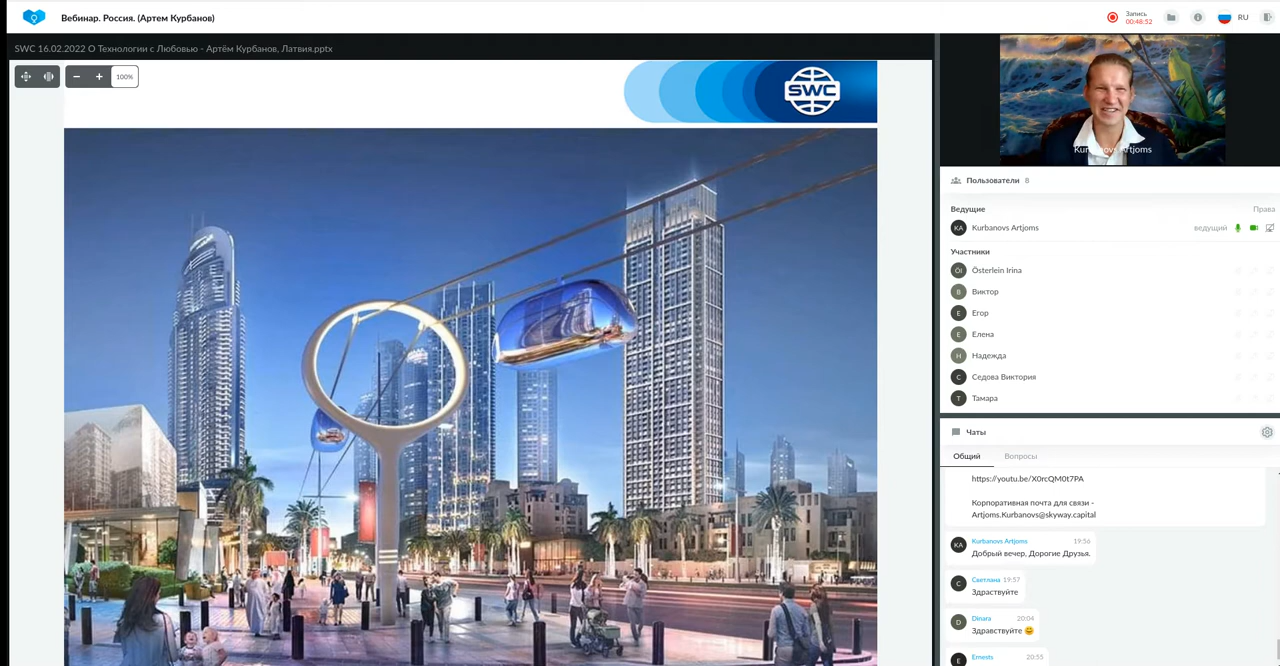 Вебинар. Россия. (Артем Курбанов)
Запись
00:48:52
RU
SWC 16.02.2022 О Технологии с Любовью - Артём Курбанов, Латвия.pptx
100%
SWC
Kurbanovs Artjoms
Пользователи 8
Ведущие Права
KA Kurbanovs Artjoms ведущий
Участники
ÖI Österlein Irina
В Виктор
Е Егор
Е Елена
Н Надежда
С Седова Виктория
Т Тамара
Чаты
Общий Вопросы
https://youtu.be/X0rcQM0t7PA
Корпоративная почта для связи -
Artjoms.Kurbanovs@skyway.capital
KA Kurbanovs Artjoms 19:56
Добрый вечер, Дорогие Друзья.
С Светлана 19:57
Здраствуйте
D Dinara 20:04
Здравствуйте
E Ernests 20:55